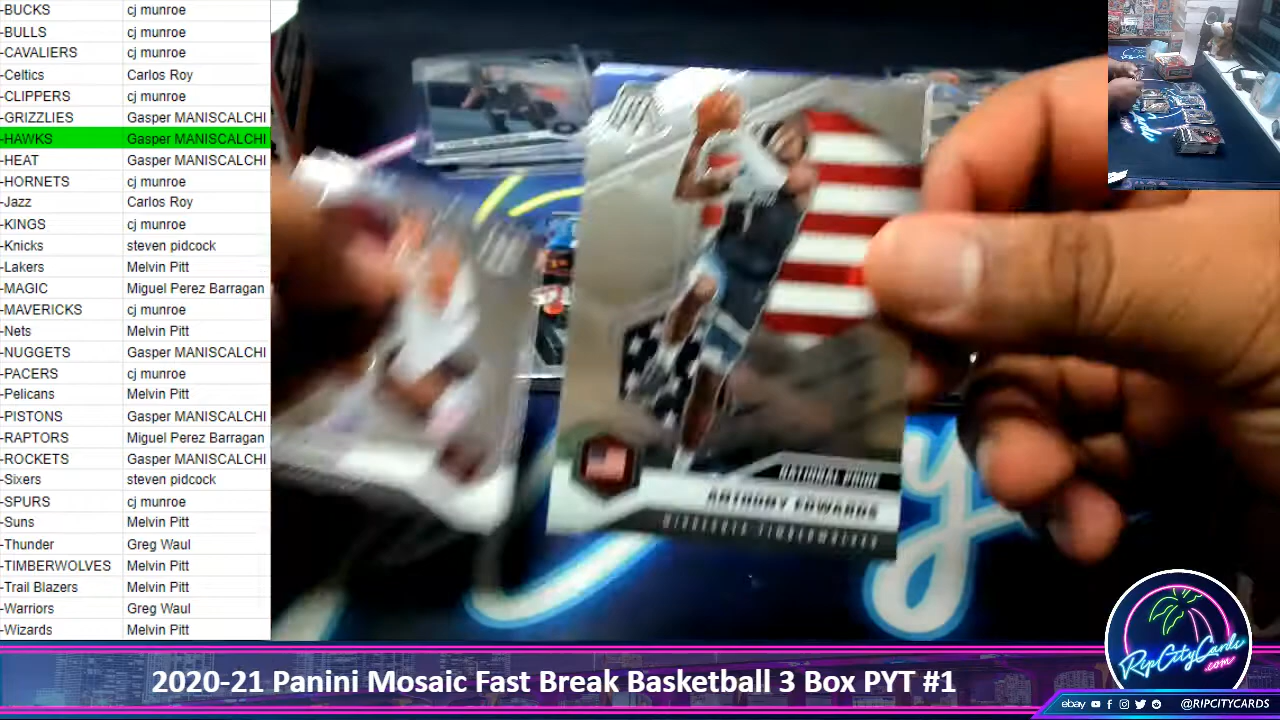 -BUCKS cj munroe
-BULLS cj munroe
-CAVALIERS cj munroe
-Celtics Carlos Roy
-CLIPPERS cj munroe
-GRIZZLIES Gasper MANISCALCHI
-HAWKS Gasper MANISCALCHI
-HEAT Gasper MANISCALCHI
-HORNETS cj munroe
-Jazz Carlos Roy
-KINGS cj munroe
-Knicks steven pidcock
-Lakers Melvin Pitt
-MAGIC Miguel Perez Barragan
-MAVERICKS cj munroe
-Nets Melvin Pitt
-NUGGETS Gasper MANISCALCHI
-PACERS cj munroe
-Pelicans Melvin Pitt
-PISTONS Gasper MANISCALCHI
-RAPTORS Miguel Perez Barragan
-ROCKETS Gasper MANISCALCHI
-Sixers steven pidcock
-SPURS cj munroe
-Suns Melvin Pitt
-Thunder Greg Waul
-TIMBERWOLVES Melvin Pitt
-Trail Blazers Melvin Pitt
-Warriors Greg Waul
-Wizards Melvin Pitt
NATIONAL PRIDE
ANTHONY EDWARDS
MINNESOTA TIMBERWOLVES
RipCityCards
.com
2020-21 Panini Mosaic Fast Break Basketball 3 Box PYT #1
ebay @RIPCITYCARDS